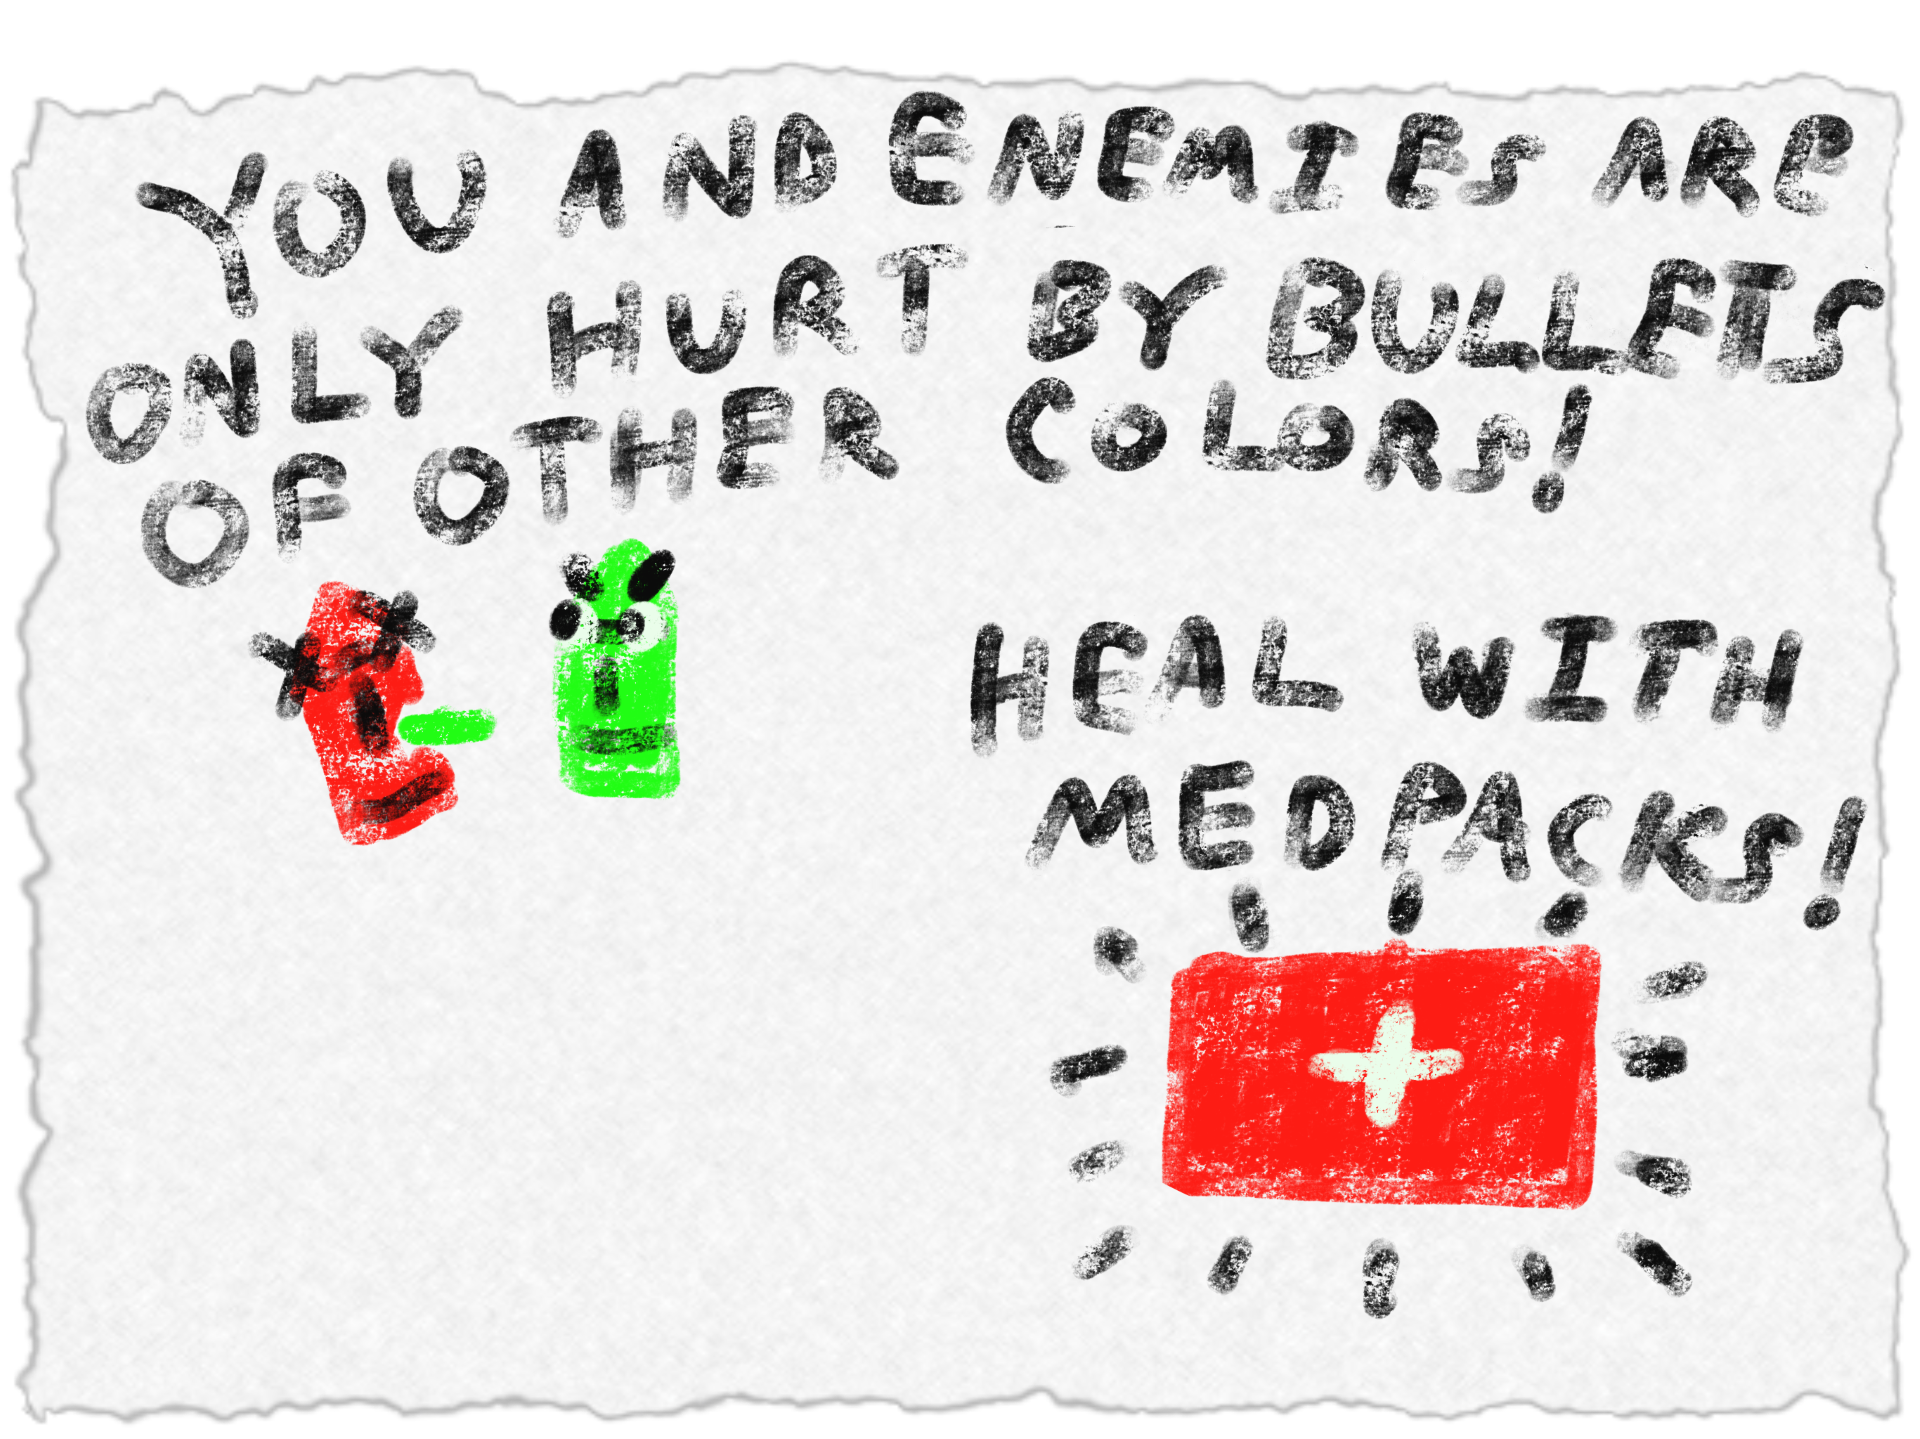 YOU AND ENEMIES ARE
ONLY HURT BY BULLETS
OF OTHER COLORS!
HEAL WITH
MEDPACKS!